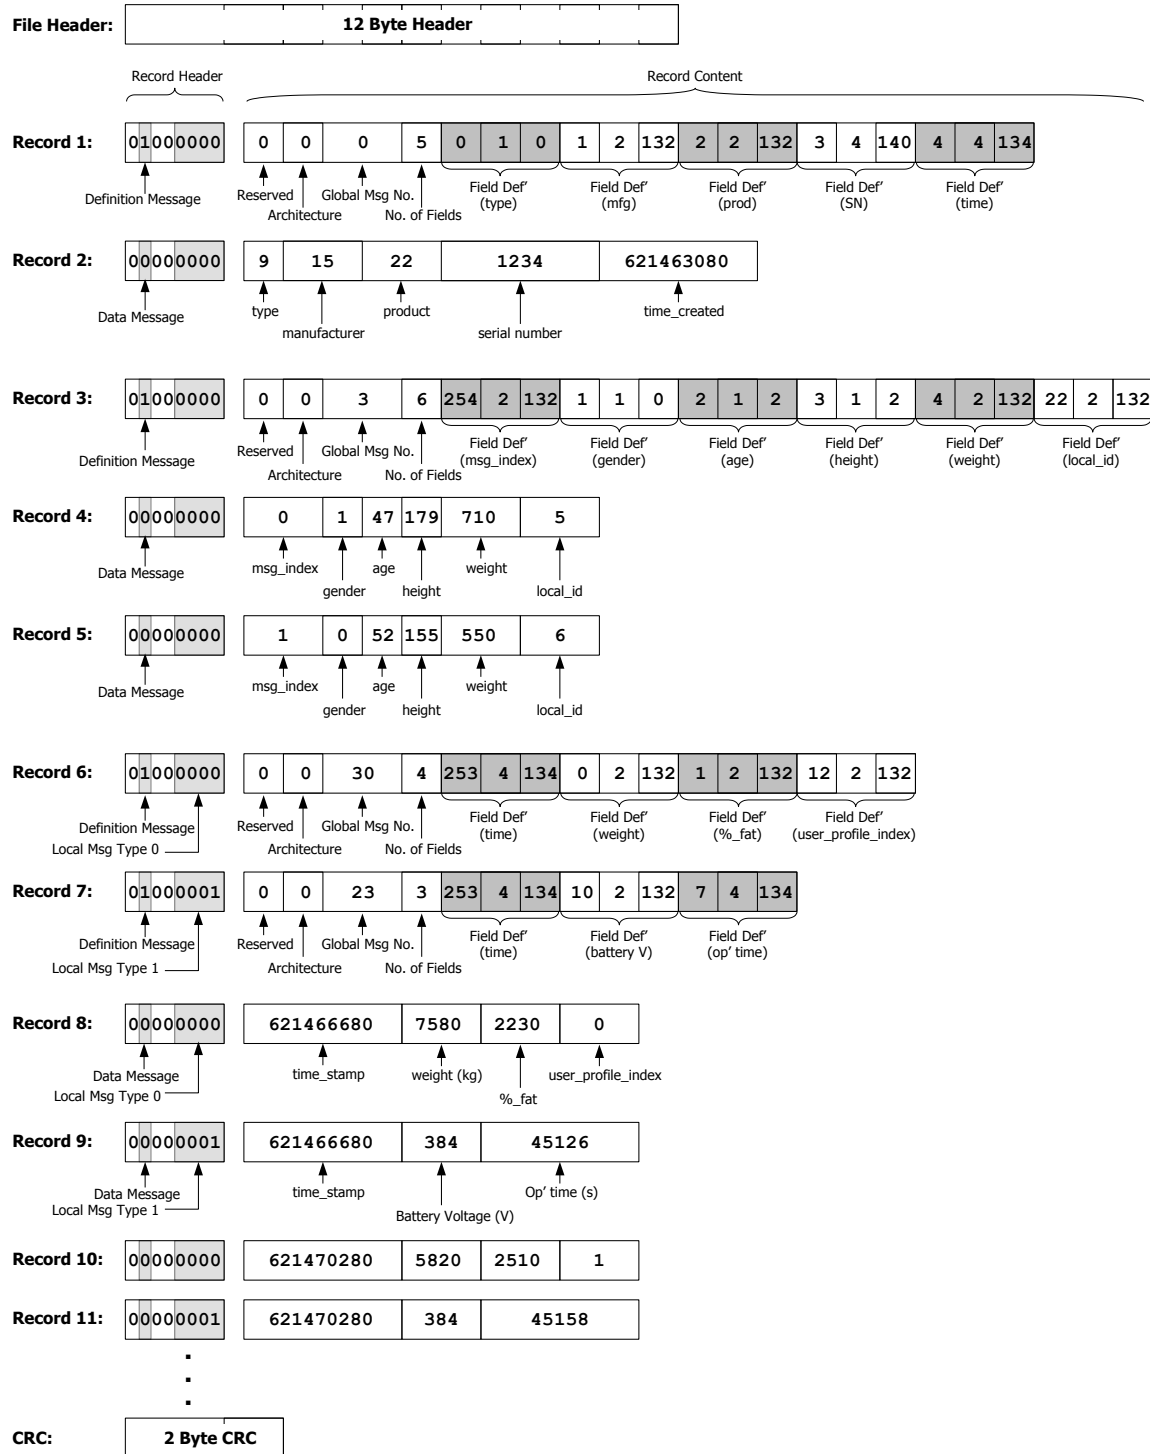 File Header: 12 Byte Header
Record Header Record Content
Record 1: 01000000 0 0 0 5 0 1 0 1 2 132 2 2 132 3 4 140 4 4 134
Definition Message Reserved Global Msg No. Field Def’ Field Def’ Field Def’ Field Def’ Field Def’
(type) (mfg) (prod) (SN) (time)
Architecture No. of Fields
Record 2: 00000000 9 15 22 1234 621463080
Data Message type product time_created
manufacturer serial number
Record 3: 01000000 0 0 3 6 254 2 132 1 1 0 2 1 2 3 1 2 4 2 132 22 2 132
Definition Message Reserved Global Msg No. Field Def’ Field Def’ Field Def’ Field Def’ Field Def’ Field Def’
(msg_index) (gender) (age) (height) (weight) (local_id)
Architecture No. of Fields
Record 4: 00000000 0 1 47 179 710 5
Data Message msg_index age weight
gender height local_id
Record 5: 00000000 1 0 52 155 550 6
Data Message msg_index age weight
gender height local_id
Record 6: 01000000 0 0 30 4 253 4 134 0 2 132 1 2 132 12 2 132
Definition Message Reserved Global Msg No. Field Def’ Field Def’ Field Def’ Field Def’
(time) (weight) (%_fat) (user_profile_index)
Local Msg Type 0 Architecture No. of Fields
Record 7: 01000001 0 0 23 3 253 4 134 10 2 132 7 4 134
Definition Message Reserved Global Msg No. Field Def’ Field Def’ Field Def’
(time) (battery V) (op’ time)
Local Msg Type 1 Architecture No. of Fields
Record 8: 00000000 621466680 7580 2230 0
Data Message time_stamp weight (kg) user_profile_index
Local Msg Type 0 %_fat
Record 9: 00000001 621466680 384 45126
Data Message time_stamp Op’ time (s)
Local Msg Type 1 Battery Voltage (V)
Record 10: 00000000 621470280 5820 2510 1
Record 11: 00000001 621470280 384 45158
CRC: 2 Byte CRC